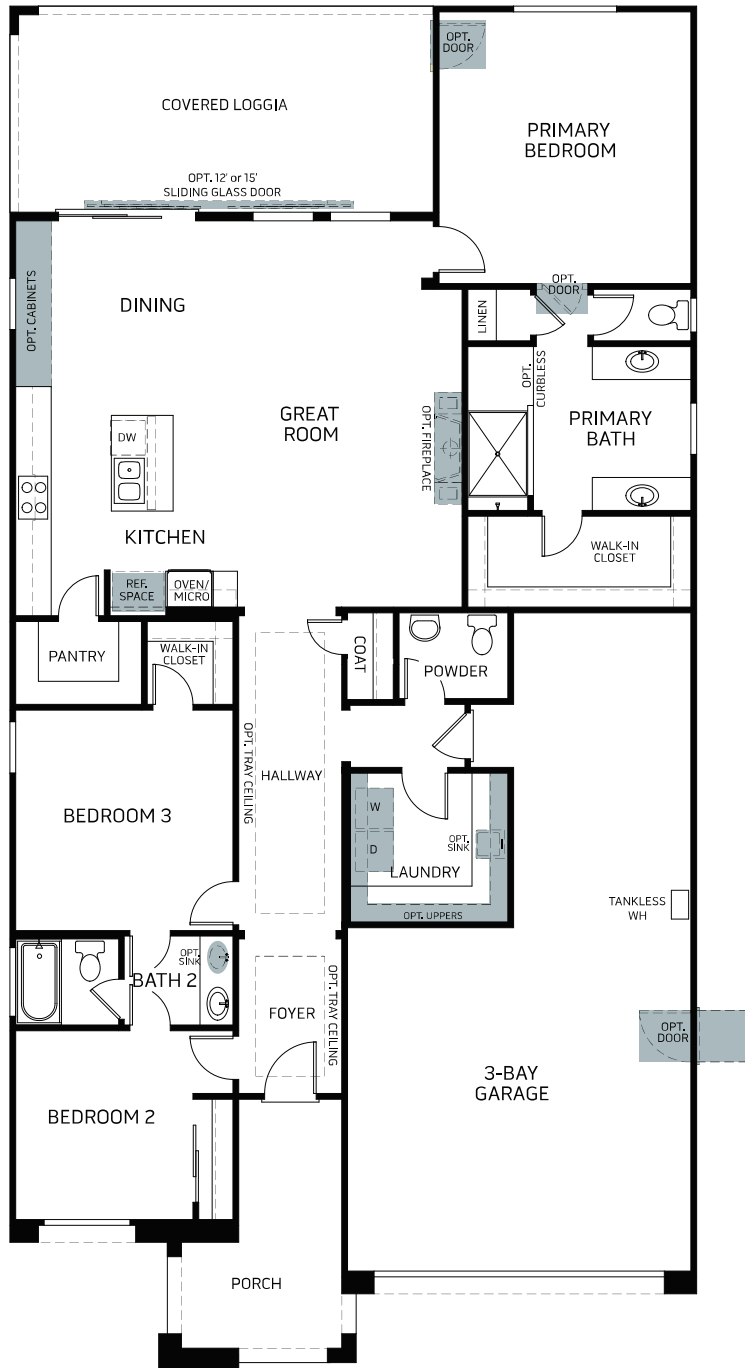 OPT.
DOOR
COVERED LOGGIA
PRIMARY
BEDROOM
OPT. 12' or 15'
SLIDING GLASS DOOR
OPT. CABINETS
DINING
OPT.
DOOR
LINEN
OPT.
CURBLESS
GREAT
ROOM
OPT. FIREPLACE
PRIMARY
BATH
DW
KITCHEN
WALK-IN
CLOSET
REF.
SPACE
OVEN/
MICRO
PANTRY
WALK-IN
CLOSET
COAT
POWDER
OPT. TRAY CEILING
HALLWAY
BEDROOM 3
W
D
OPT.
SINK
LAUNDRY
OPT. UPPERS
TANKLESS
WH
OPT.
SINK
BATH 2
FOYER
OPT. TRAY CEILING
OPT.
DOOR
3-BAY
GARAGE
BEDROOM 2
PORCH